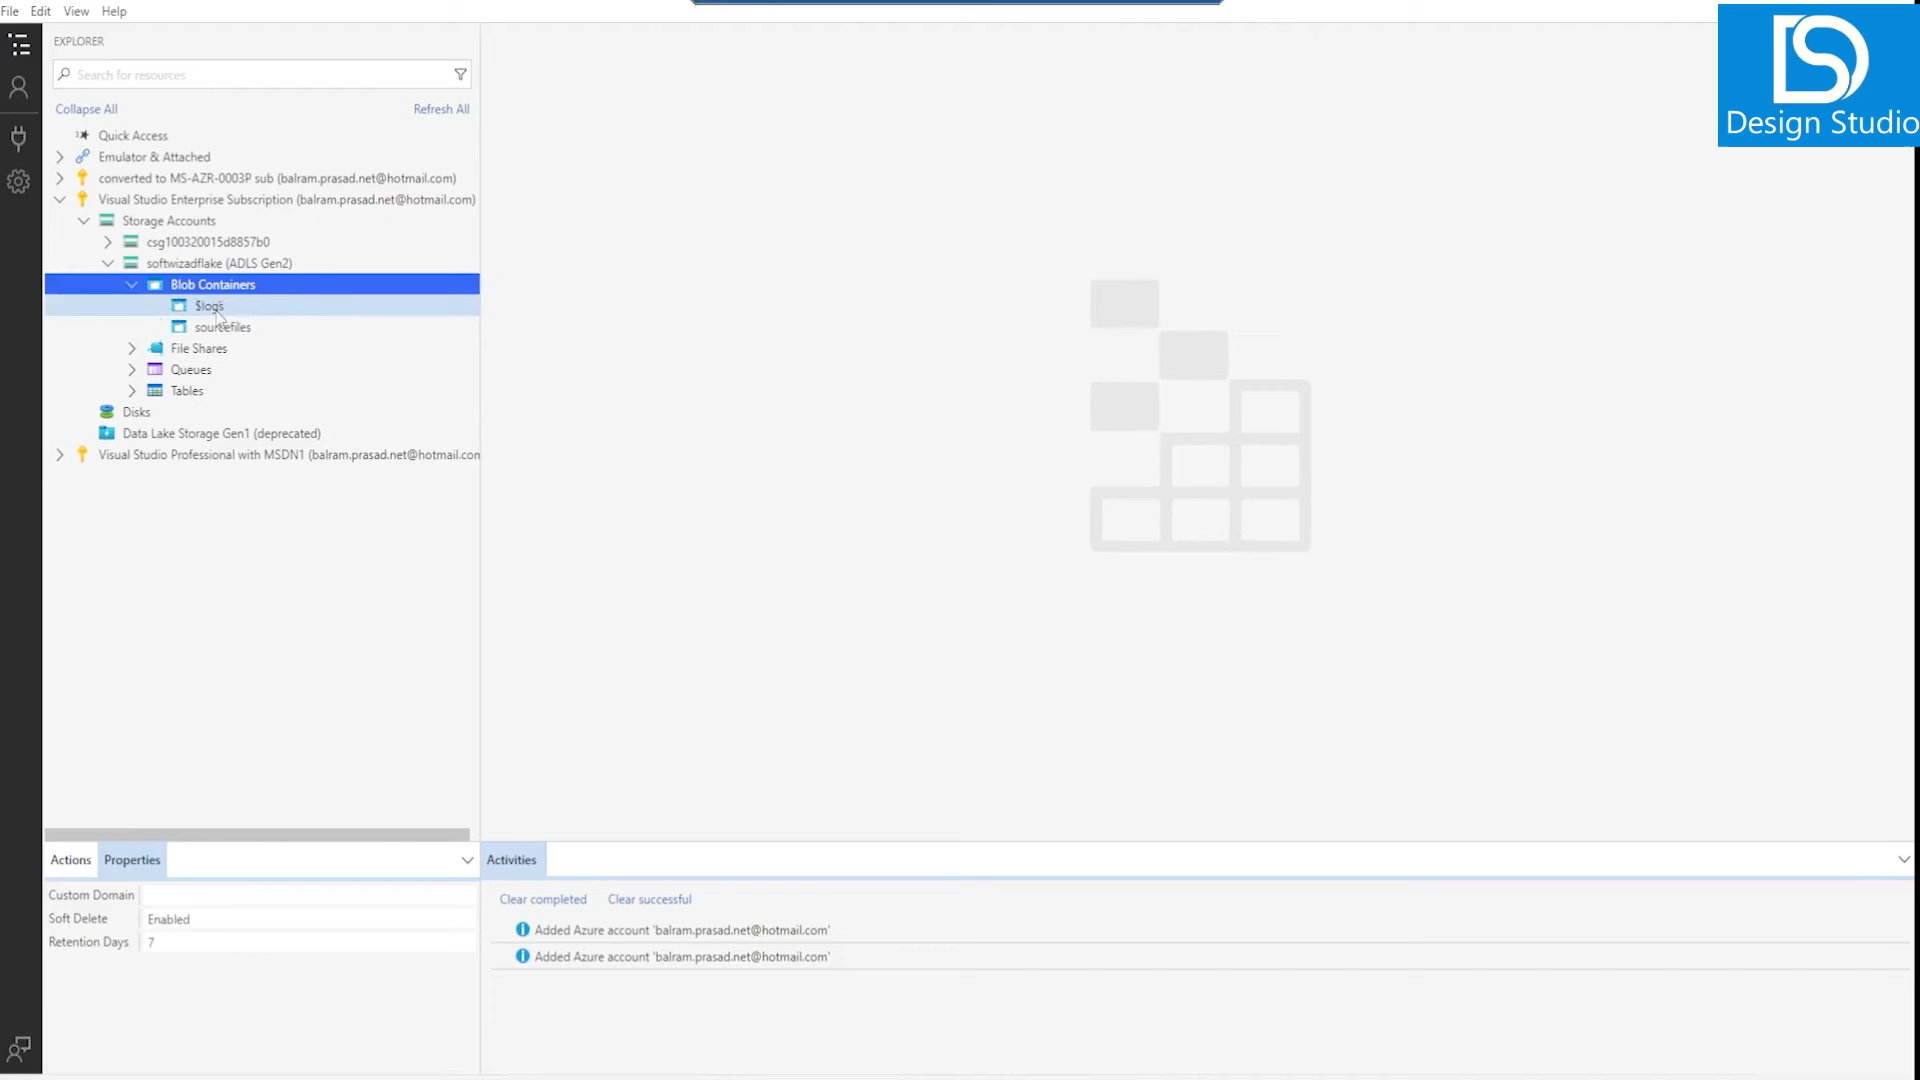 File Edit View Help
EXPLORER
Search for resources
Collapse All Refresh All
Quick Access
Emulator & Attached
converted to MS-AZR-0003P sub (balram.prasad.net@hotmail.com)
Visual Studio Enterprise Subscription (balram.prasad.net@hotmail.com)
Storage Accounts
csg100320015d8857b0
softwizadflake (ADLS Gen2)
Blob Containers
$logs
sourcefiles
File Shares
Queues
Tables
Disks
Data Lake Storage Gen1 (deprecated)
Visual Studio Professional with MSDN1 (balram.prasad.net@hotmail.con
Actions Properties
Custom Domain
Soft Delete Enabled
Retention Days 7
Activities
Clear completed Clear successful
Added Azure account 'balram.prasad.net@hotmail.com'
Added Azure account 'balram.prasad.net@hotmail.com'
DS
Design Studio